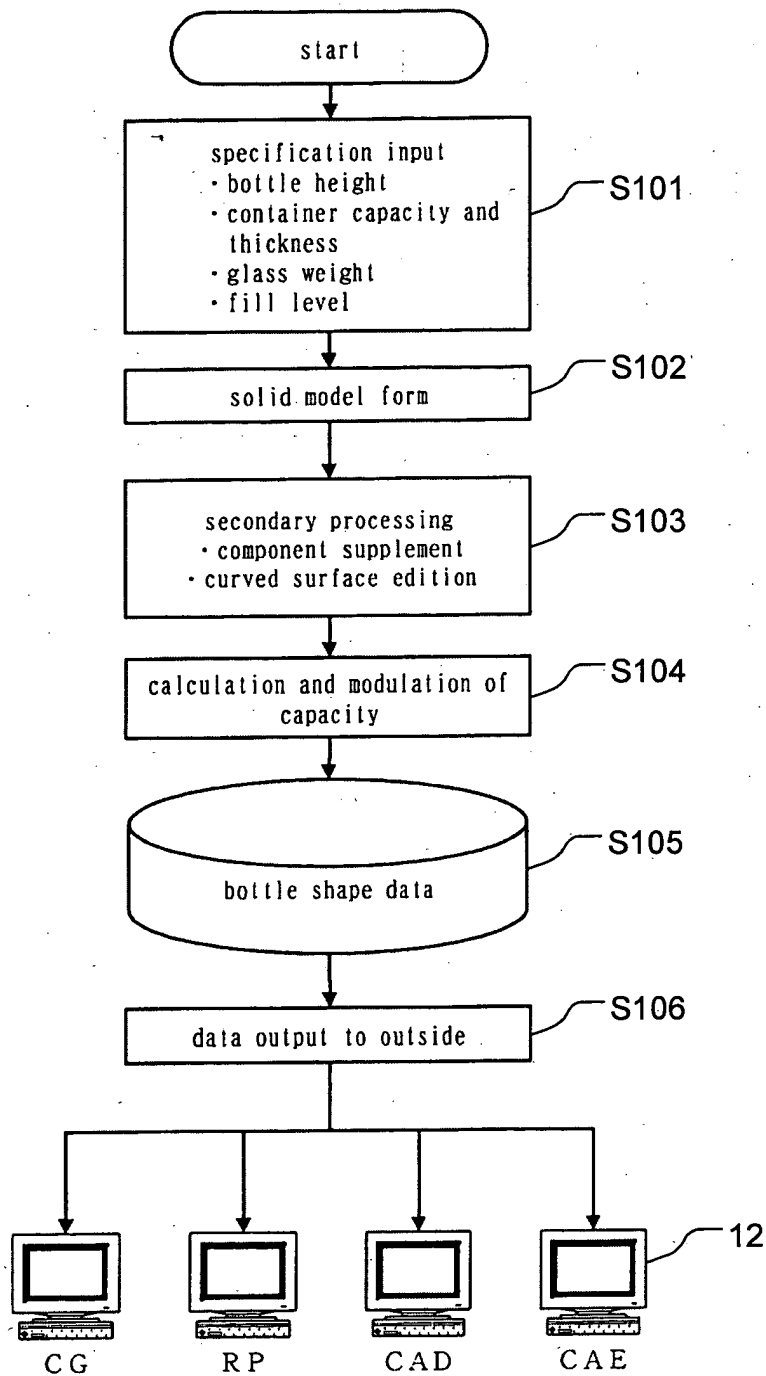 start
specification input
・bottle height
・container capacity and
thickness
・glass weight
・fill level
S101
solid model form
S102
secondary processing
・component supplement
・curved surface edition
S103
calculation and modulation of
capacity
S104
bottle shape data
S105
data output to outside
S106
12
CG
RP
CAD
CAE